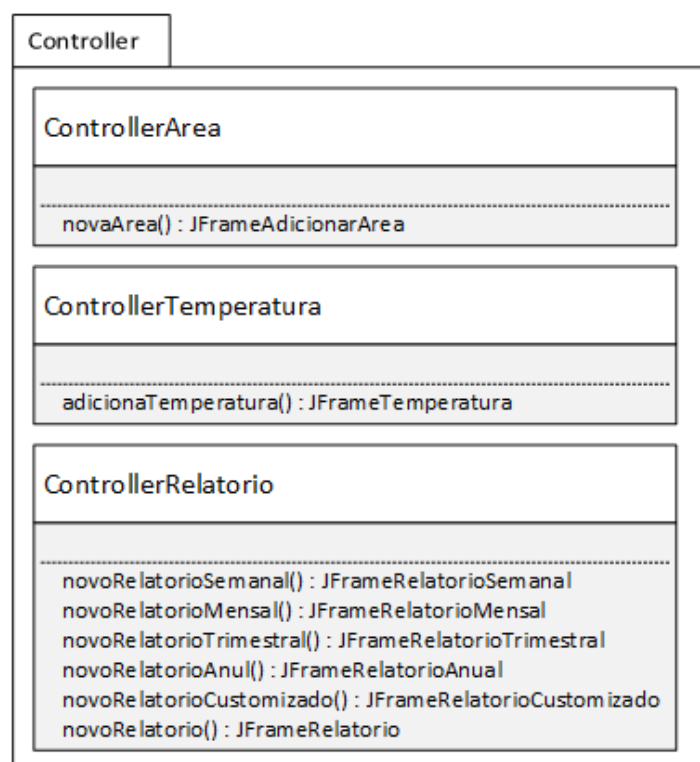 Controller
ControllerArea
novaArea() : JFrameAdicionarArea
ControllerTemperatura
adicionaTemperatura() : JFrameTemperatura
ControllerRelatorio
novoRelatorioSemanal() : JFrameRelatorioSemanal
novoRelatorioMensal() : JFrameRelatorioMensal
novoRelatorioTrimestral() : JFrameRelatorioTrimestral
novoRelatorioAnul() : JFrameRelatorioAnual
novoRelatorioCustomizado() : JFrameRelatorioCustomizado
novoRelatorio() : JFrameRelatorio